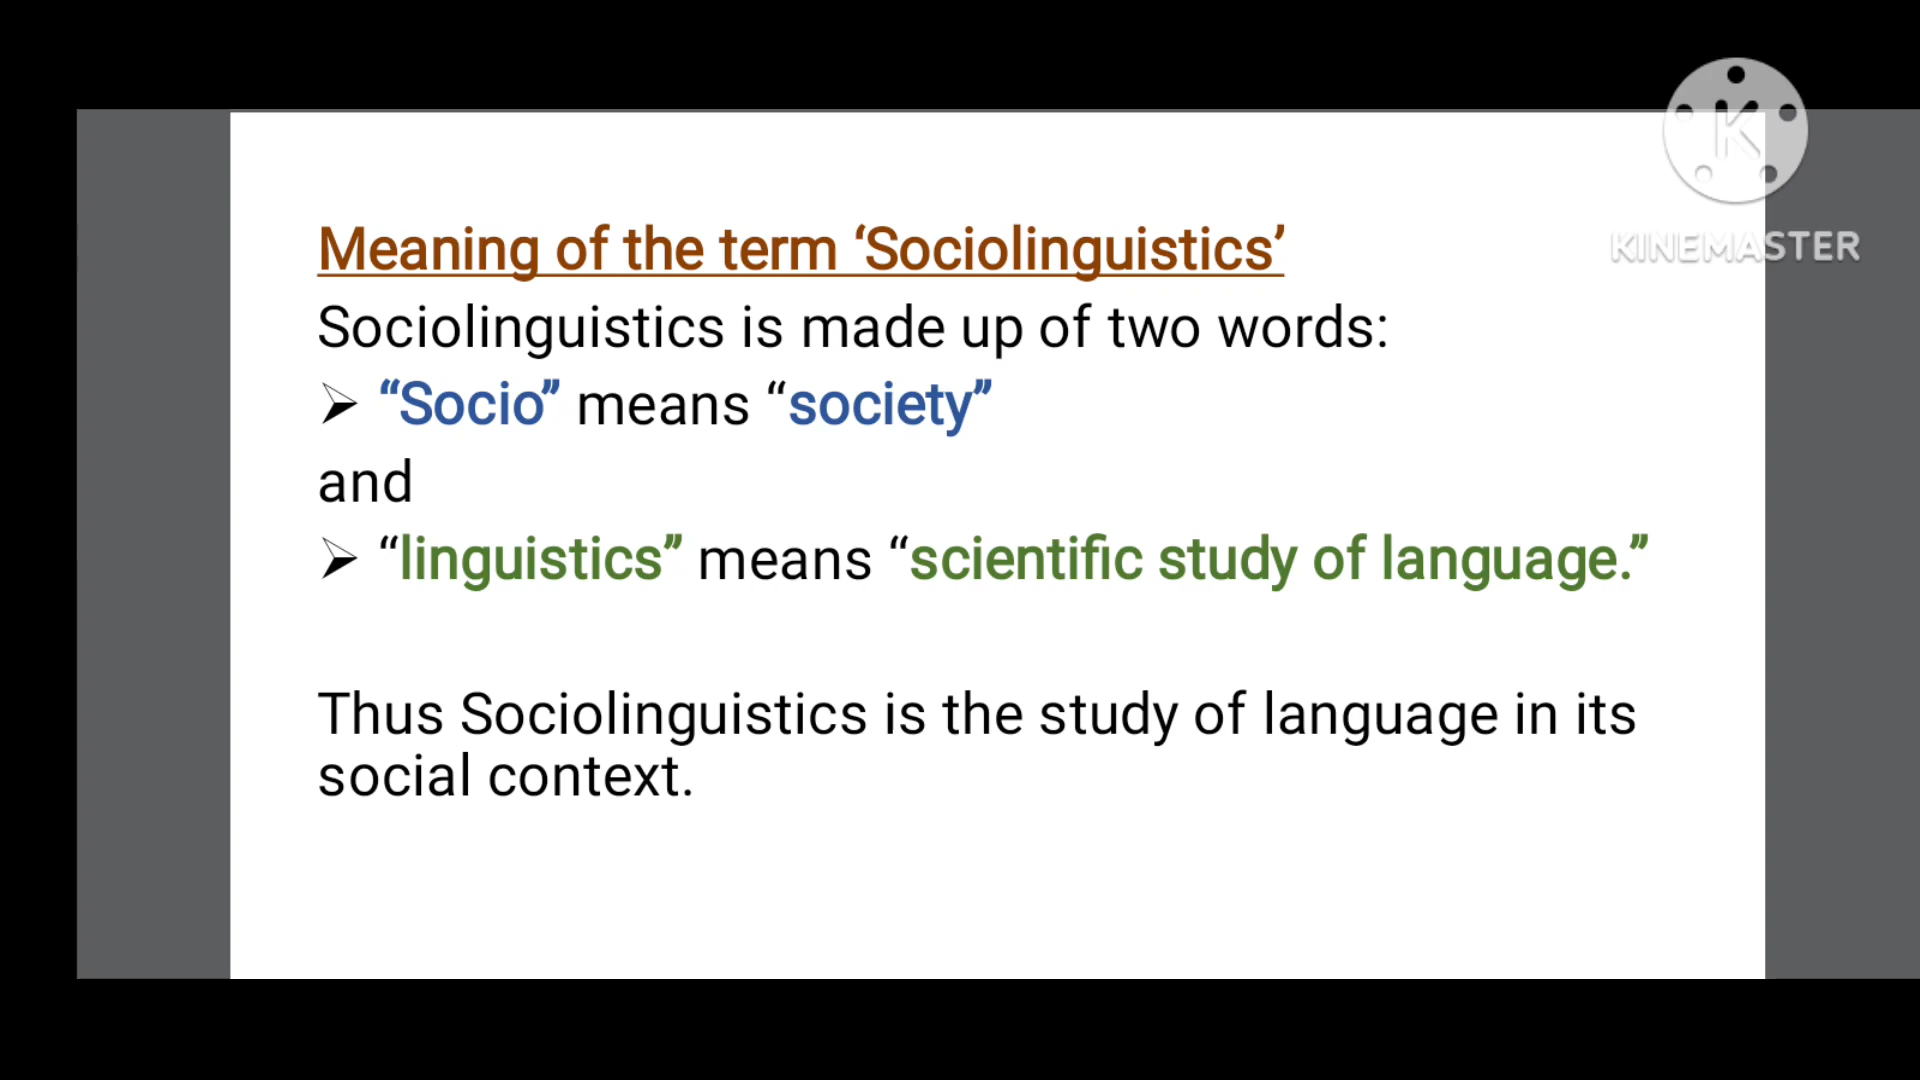 K
KINEMASTER
Meaning of the term ‘Sociolinguistics’
Sociolinguistics is made up of two words:
➢ “Socio” means “society”
and
➢ “linguistics” means “scientific study of language.”
Thus Sociolinguistics is the study of language in its
social context.